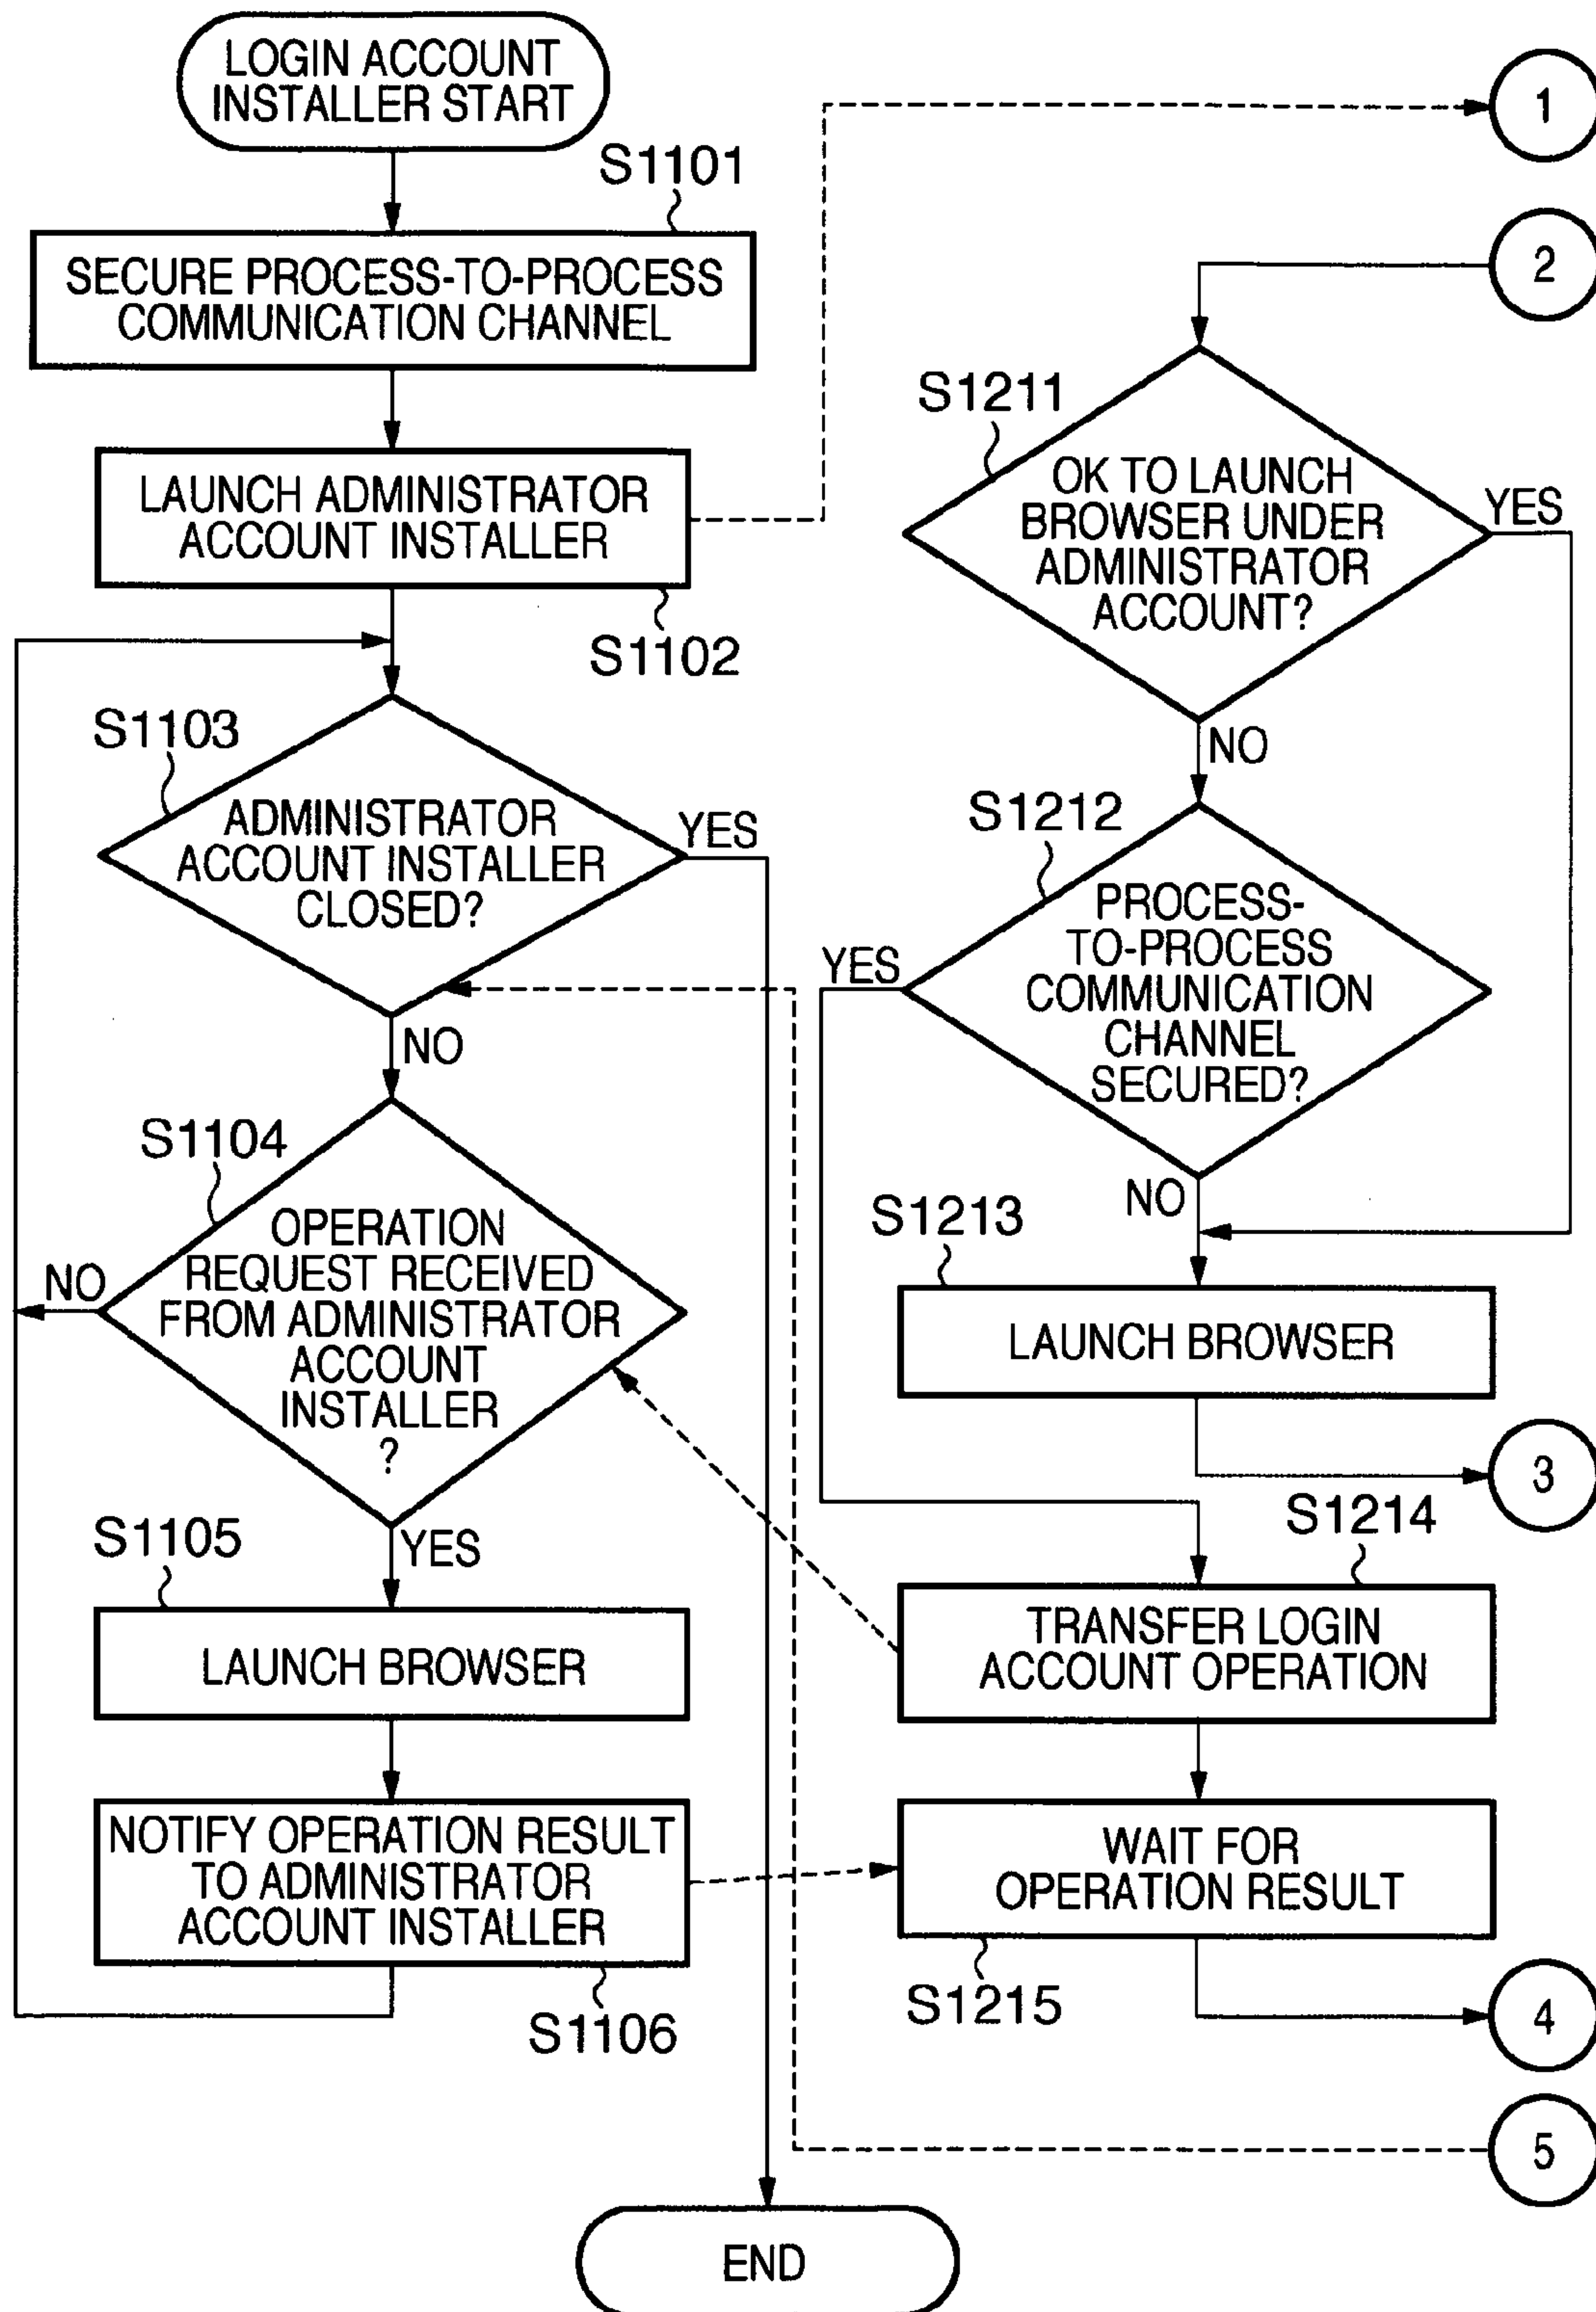 LOGIN ACCOUNT
INSTALLER START
S1101
SECURE PROCESS-TO-PROCESS
COMMUNICATION CHANNEL
LAUNCH ADMINISTRATOR
ACCOUNT INSTALLER
S1102
S1103
ADMINISTRATOR
ACCOUNT INSTALLER
CLOSED?
YES
NO
S1104
OPERATION
REQUEST RECEIVED
FROM ADMINISTRATOR
ACCOUNT
INSTALLER
?
NO
YES
S1105
LAUNCH BROWSER
NOTIFY OPERATION RESULT
TO ADMINISTRATOR
ACCOUNT INSTALLER
S1106
1
2
S1211
OK TO LAUNCH
BROWSER UNDER
ADMINISTRATOR
ACCOUNT?
YES
NO
S1212
PROCESS-
TO-PROCESS
COMMUNICATION
CHANNEL
SECURED?
YES
NO
S1213
LAUNCH BROWSER
3
S1214
TRANSFER LOGIN
ACCOUNT OPERATION
WAIT FOR
OPERATION RESULT
S1215
4
5
END